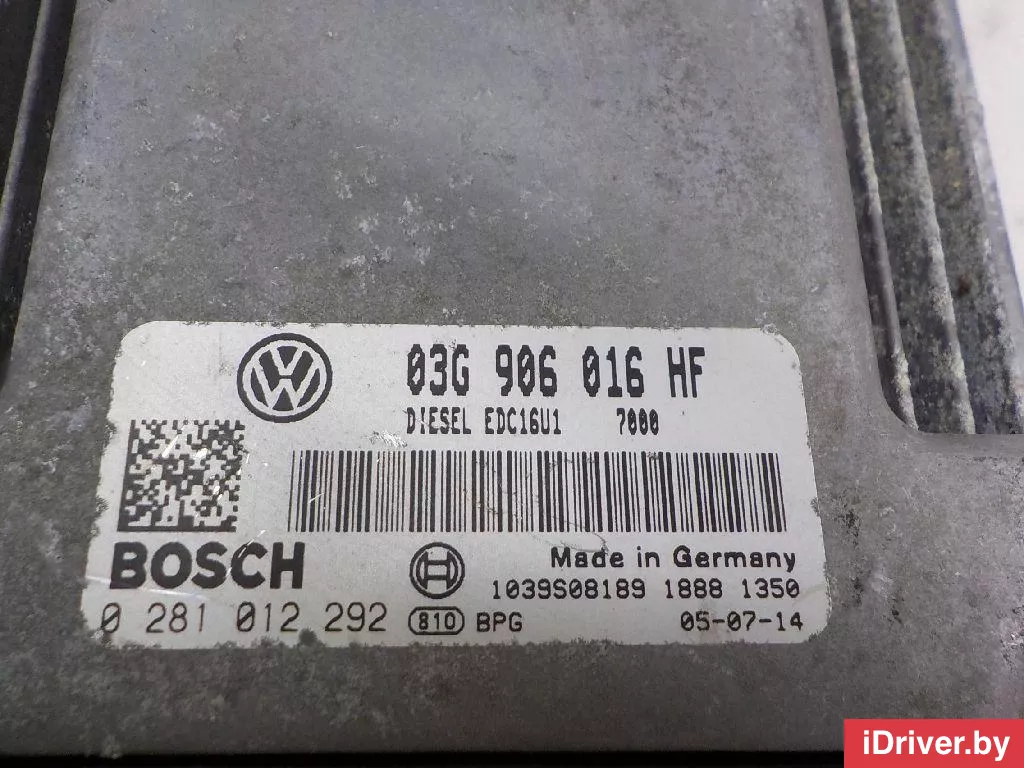 03G 906 016 HF
DIESEL EDC16U1 7000
BOSCH
Made in Germany
1039S08189 1888 1350
0 281 012 292 810 BPG 05-07-14
iDriver.by